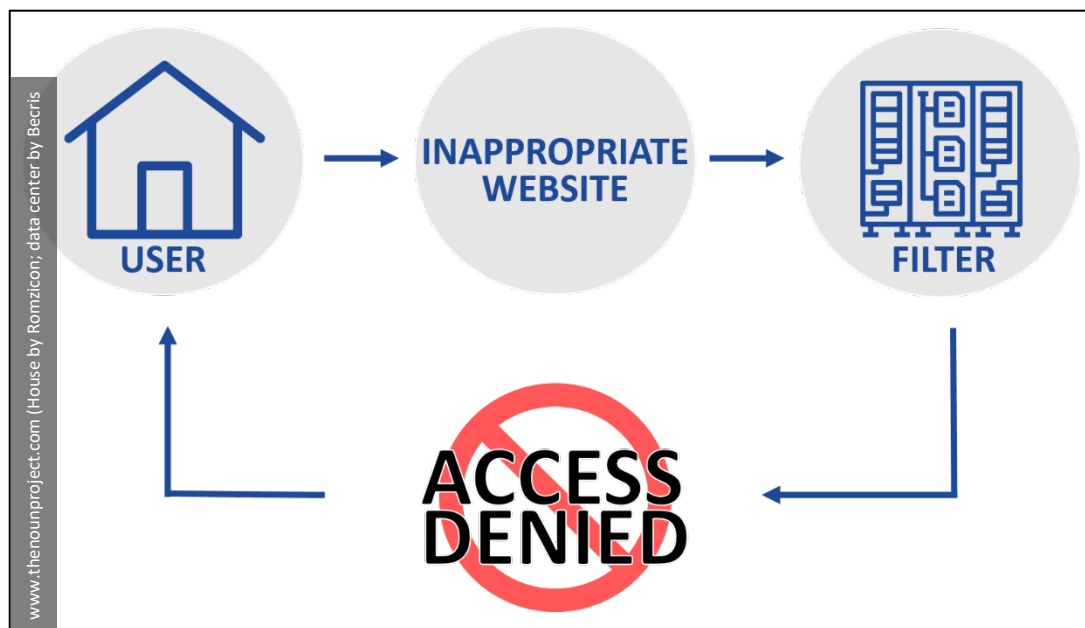 USER
INAPPROPRIATE
WEBSITE
FILTER
ACCESS
DENIED
www.thenounproject.com (House by Romzicon; data center by Becris